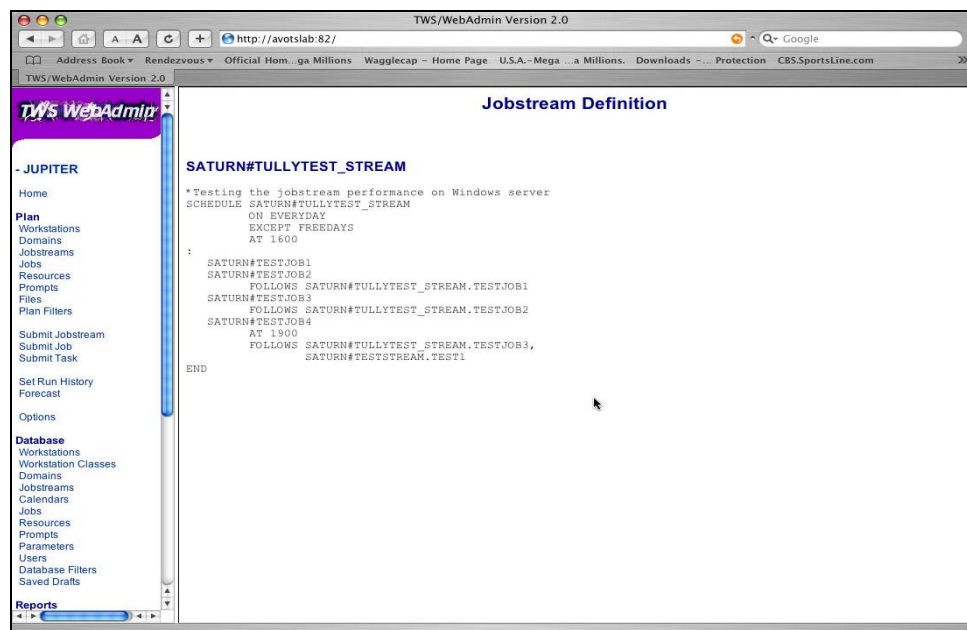 TWS/WebAdmin Version 2.0
A A C + http://avotslab:82/ Q- Google
Address Book Rendezvous Official Hom...ga Millions Wagglecap - Home Page U.S.A.-Mega ...a Millions. Downloads -... Protection CBS.SportsLine.com »
TWS/WebAdmin Version 2.0
TWS WebAdmin
- JUPITER
Home
Plan
Workstations
Domains
Jobstreams
Jobs
Resources
Prompts
Files
Plan Filters
Submit Jobstream
Submit Job
Submit Task
Set Run History
Forecast
Options
Database
Workstations
Workstation Classes
Domains
Jobstreams
Calendars
Jobs
Resources
Prompts
Parameters
Users
Database Filters
Saved Drafts
Reports
Jobstream Definition
SATURN#TULLYTEST_STREAM
*Testing the jobstream performance on Windows server
SCHEDULE SATURN#TULLYTEST_STREAM
ON EVERYDAY
EXCEPT FREEDAYS
AT 1600
:
SATURN#TESTJOB1
SATURN#TESTJOB2
FOLLOWS SATURN#TULLYTEST_STREAM.TESTJOB1
SATURN#TESTJOB3
FOLLOWS SATURN#TULLYTEST_STREAM.TESTJOB2
SATURN#TESTJOB4
AT 1900
FOLLOWS SATURN#TULLYTEST_STREAM.TESTJOB3,
SATURN#TESTSTREAM.TEST1
END